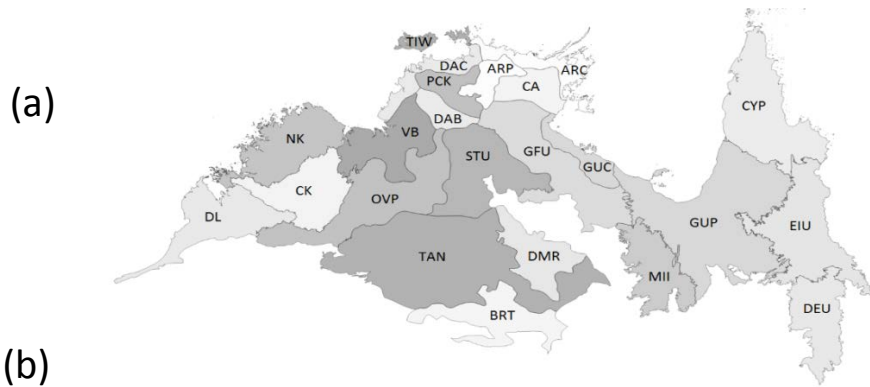 (a)
TIW
DAC
ARP
ARC
PCK
CA
CYP
NK
VB
DAB
STU
GFU
GUC
CK
OVP
DL
GUP
EIU
TAN
DMR
MII
BRT
DEU
(b)